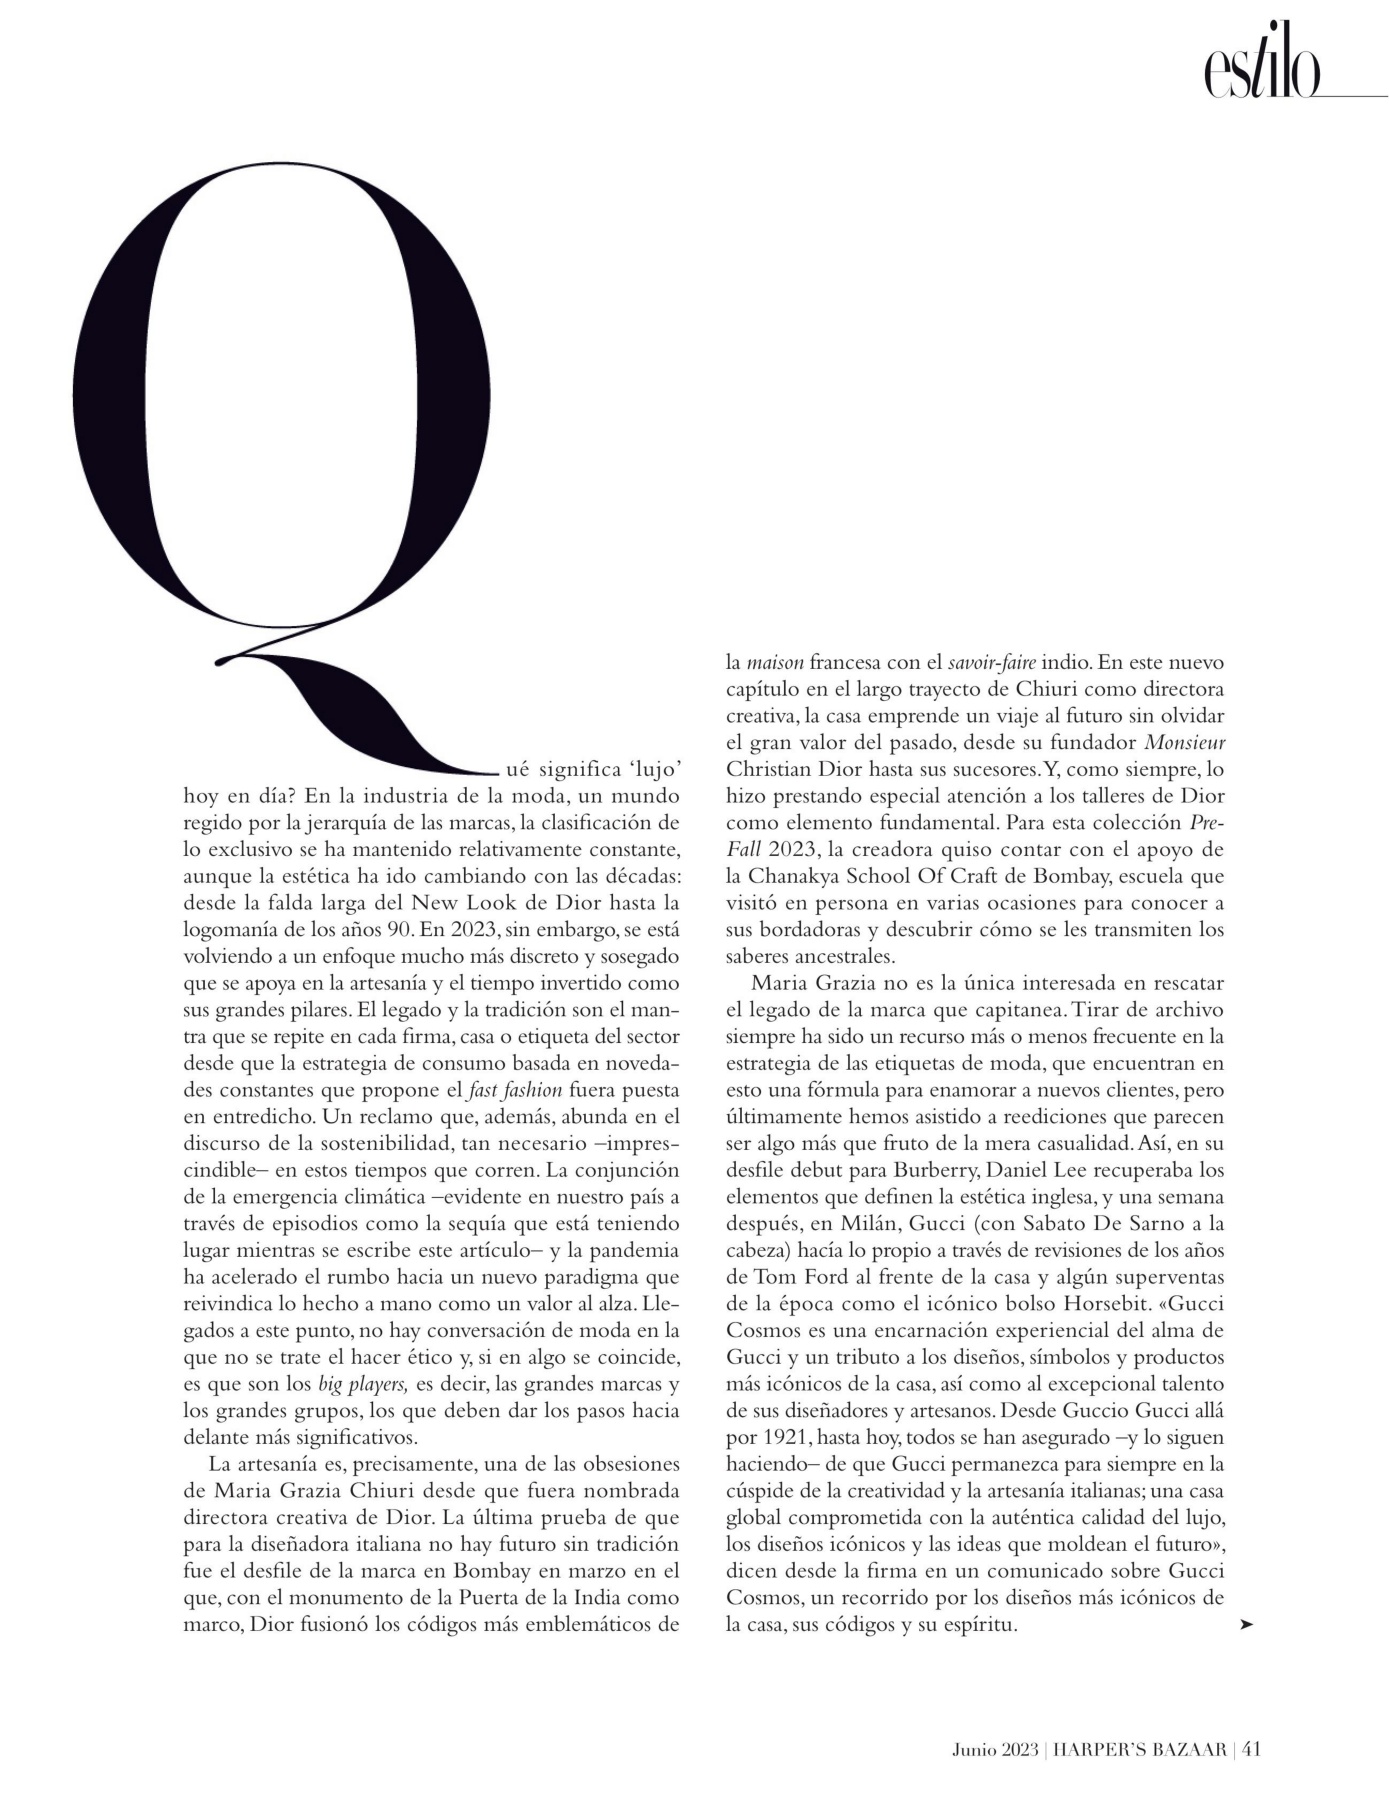 estilo
Qué significa ‘lujo’
hoy en día? En la industria de la moda, un mundo
regido por la jerarquía de las marcas, la clasificación de
lo exclusivo se ha mantenido relativamente constante,
aunque la estética ha ido cambiando con las décadas:
desde la falda larga del New Look de Dior hasta la
logomanía de los años 90. En 2023, sin embargo, se está
volviendo a un enfoque mucho más discreto y sosegado
que se apoya en la artesanía y el tiempo invertido como
sus grandes pilares. El legado y la tradición son el man-
tra que se repite en cada firma, casa o etiqueta del sector
desde que la estrategia de consumo basada en noveda-
des constantes que propone el fast fashion fuera puesta
en entredicho. Un reclamo que, además, abunda en el
discurso de la sostenibilidad, tan necesario –impres-
cindible– en estos tiempos que corren. La conjunción
de la emergencia climática –evidente en nuestro país a
través de episodios como la sequía que está teniendo
lugar mientras se escribe este artículo– y la pandemia
ha acelerado el rumbo hacia un nuevo paradigma que
reivindica lo hecho a mano como un valor al alza. Lle-
gados a este punto, no hay conversación de moda en la
que no se trate el hacer ético y, si en algo se coincide,
es que son los big players, es decir, las grandes marcas y
los grandes grupos, los que deben dar los pasos hacia
delante más significativos.
La artesanía es, precisamente, una de las obsesiones
de Maria Grazia Chiuri desde que fuera nombrada
directora creativa de Dior. La última prueba de que
para la diseñadora italiana no hay futuro sin tradición
fue el desfile de la marca en Bombay en marzo en el
que, con el monumento de la Puerta de la India como
marco, Dior fusionó los códigos más emblemáticos de
la maison francesa con el savoir-faire indio. En este nuevo
capítulo en el largo trayecto de Chiuri como directora
creativa, la casa emprende un viaje al futuro sin olvidar
el gran valor del pasado, desde su fundador Monsieur
Christian Dior hasta sus sucesores. Y, como siempre, lo
hizo prestando especial atención a los talleres de Dior
como elemento fundamental. Para esta colección Pre-
Fall 2023, la creadora quiso contar con el apoyo de
la Chanakya School Of Craft de Bombay, escuela que
visitó en persona en varias ocasiones para conocer a
sus bordadoras y descubrir cómo se les transmiten los
saberes ancestrales.
Maria Grazia no es la única interesada en rescatar
el legado de la marca que capitanea. Tirar de archivo
siempre ha sido un recurso más o menos frecuente en la
estrategia de las etiquetas de moda, que encuentran en
esto una fórmula para enamorar a nuevos clientes, pero
últimamente hemos asistido a reediciones que parecen
ser algo más que fruto de la mera casualidad. Así, en su
desfile debut para Burberry, Daniel Lee recuperaba los
elementos que definen la estética inglesa, y una semana
después, en Milán, Gucci (con Sabato De Sarno a la
cabeza) hacía lo propio a través de revisiones de los años
de Tom Ford al frente de la casa y algún superventas
de la época como el icónico bolso Horsebit. «Gucci
Cosmos es una encarnación experiencial del alma de
Gucci y un tributo a los diseños, símbolos y productos
más icónicos de la casa, así como al excepcional talento
de sus diseñadores y artesanos. Desde Guccio Gucci allá
por 1921, hasta hoy, todos se han asegurado –y lo siguen
haciendo– de que Gucci permanezca para siempre en la
cúspide de la creatividad y la artesanía italianas; una casa
global comprometida con la auténtica calidad del lujo,
los diseños icónicos y las ideas que moldean el futuro»,
dicen desde la firma en un comunicado sobre Gucci
Cosmos, un recorrido por los diseños más icónicos de
la casa, sus códigos y su espíritu. ➤
Junio 2023 | HARPER’S BAZAAR | 41